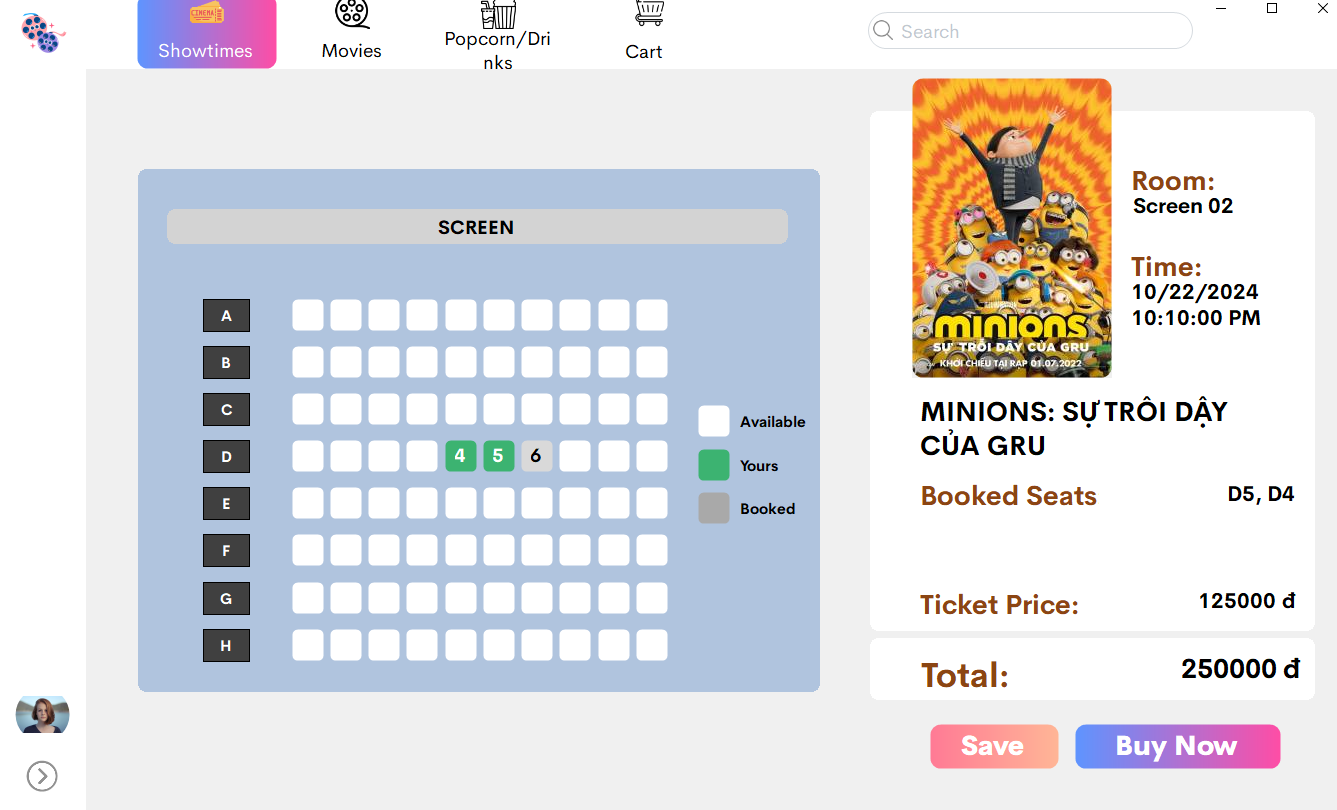 CINEMA
Showtimes
Movies
Popcorn/Dri
nks
Cart
Search
SCREEN
A
B
C
D
4
5
6
E
F
G
H
Available
Yours
Booked
minions
SỰ TRỖI DẬY CỦA GRU
KHỞI CHIẾU TẠI RẠP 01.07.2022
Room:
Screen 02
Time:
10/22/2024
10:10:00 PM
MINIONS: SỰ TRỖI DẬY
CỦA GRU
Booked Seats
D5, D4
Ticket Price:
125000 đ
Total:
250000 đ
Save
Buy Now